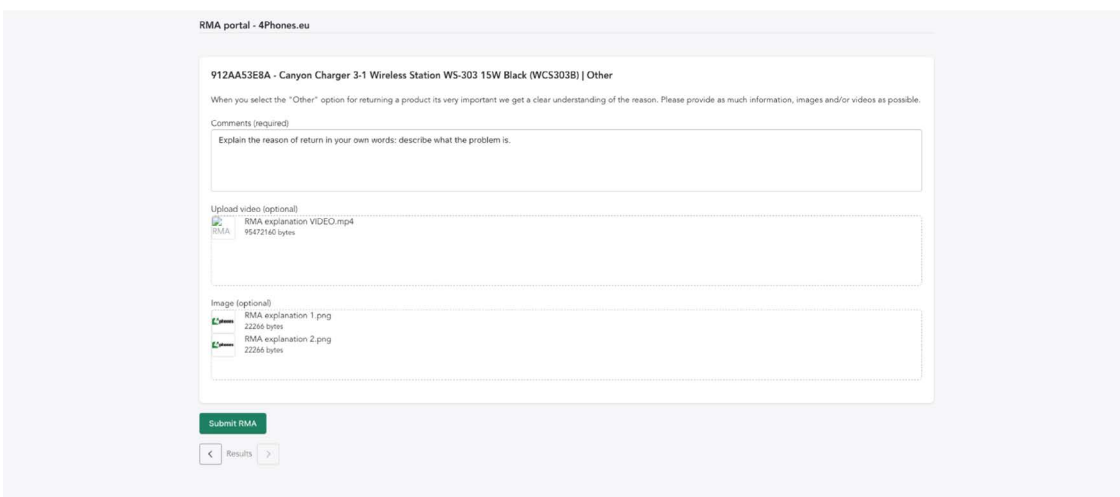 RMA portal - 4Phones.eu
912AA53E8A - Canyon Charger 3-1 Wireless Station WS-303 15W Black (WCS303B) | Other
When you select the "Other" option for returning a product its very important we get a clear understanding of the reason. Please provide as much information, images and/or videos as possible.
Comments (required)
Explain the reason of return in your own words: describe what the problem is.
Upload video (optional)
RMA
RMA explanation VIDEO.mp4
95472160 bytes
Image (optional)
4phones
RMA explanation 1.png
22266 bytes
4phones
RMA explanation 2.png
22266 bytes
Submit RMA
< Results >